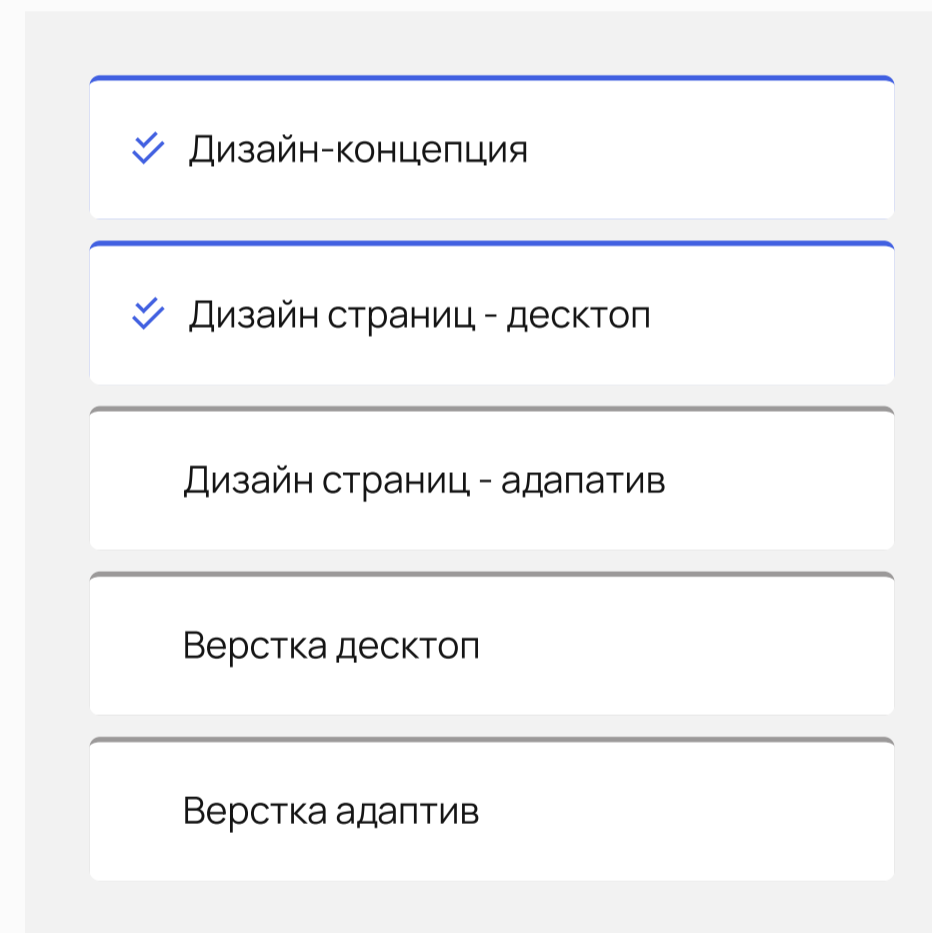 Дизайн-концепция
Дизайн страниц - десктоп
Дизайн страниц - адапатив
Верстка десктоп
Верстка адаптив